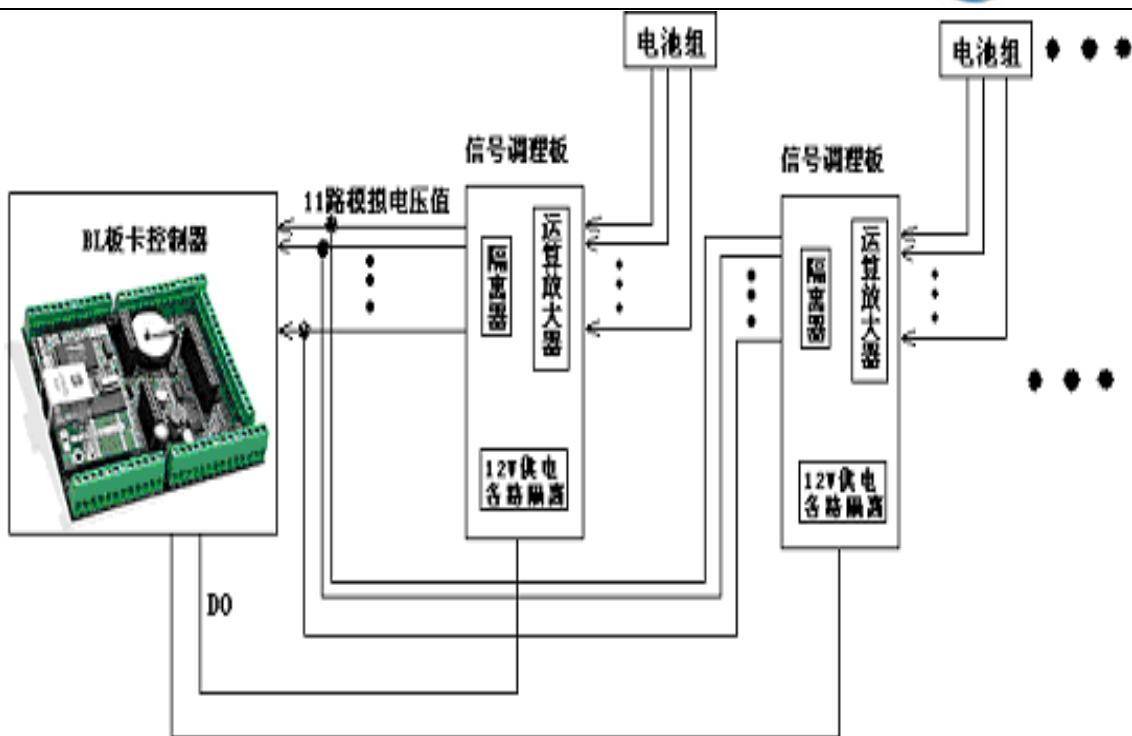 电池组
电池组
信号调理板
信号调理板
11路模拟电压值
BL板卡控制器
隔离器
运算放大器
隔离器
运算放大器
12V供电
各路隔离
12V供电
各路隔离
DO